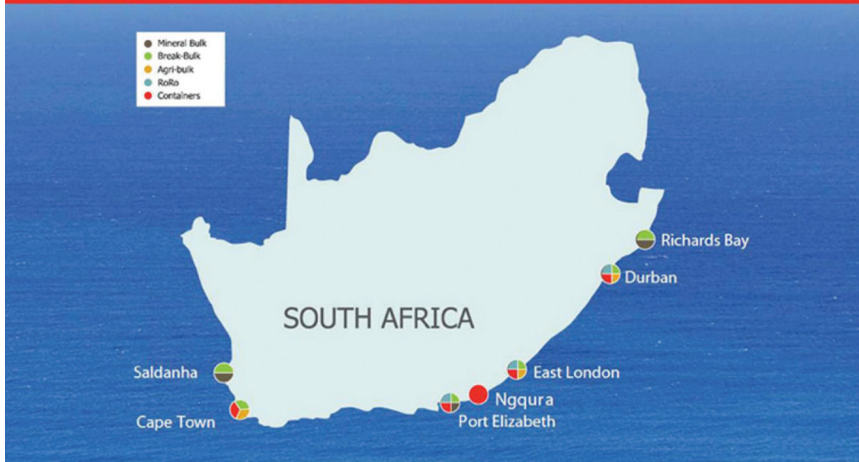 Mineral Bulk
Break-Bulk
Agri-bulk
RoRo
Containers
Richards Bay
Durban
SOUTH AFRICA
Saldanha
East London
Ngqura
Cape Town
Port Elizabeth